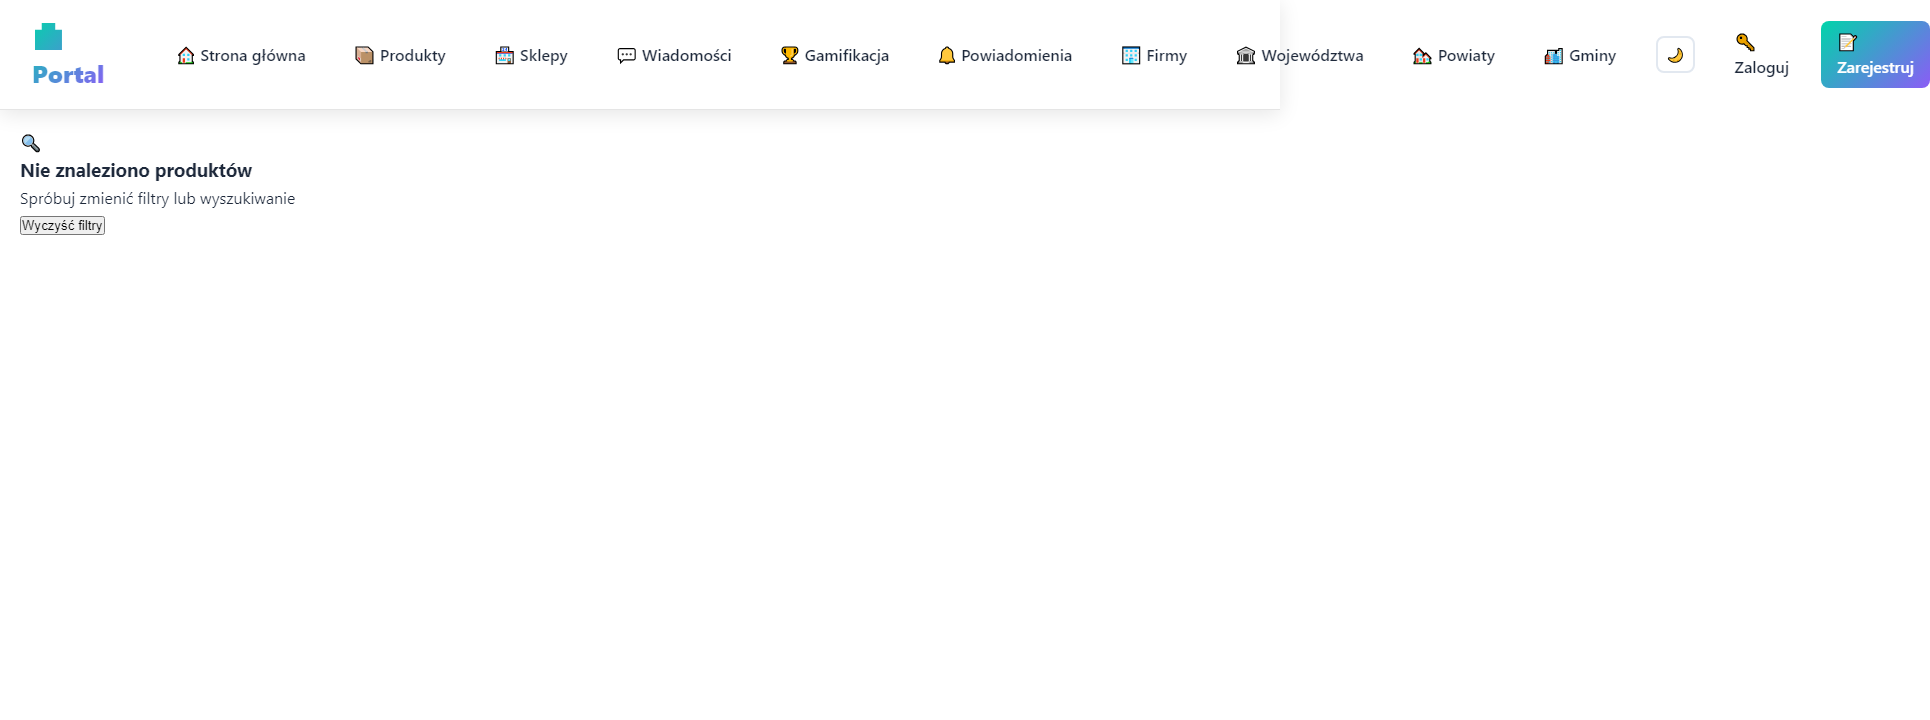 Portal
Strona główna
Produkty
Sklepy
Wiadomości
Gamifikacja
Powiadomienia
Firmy
Województwa
Powiaty
Gminy
Zaloguj
Zarejestruj
Nie znaleziono produktów
Spróbuj zmienić filtry lub wyszukiwanie
Wyczyść filtry